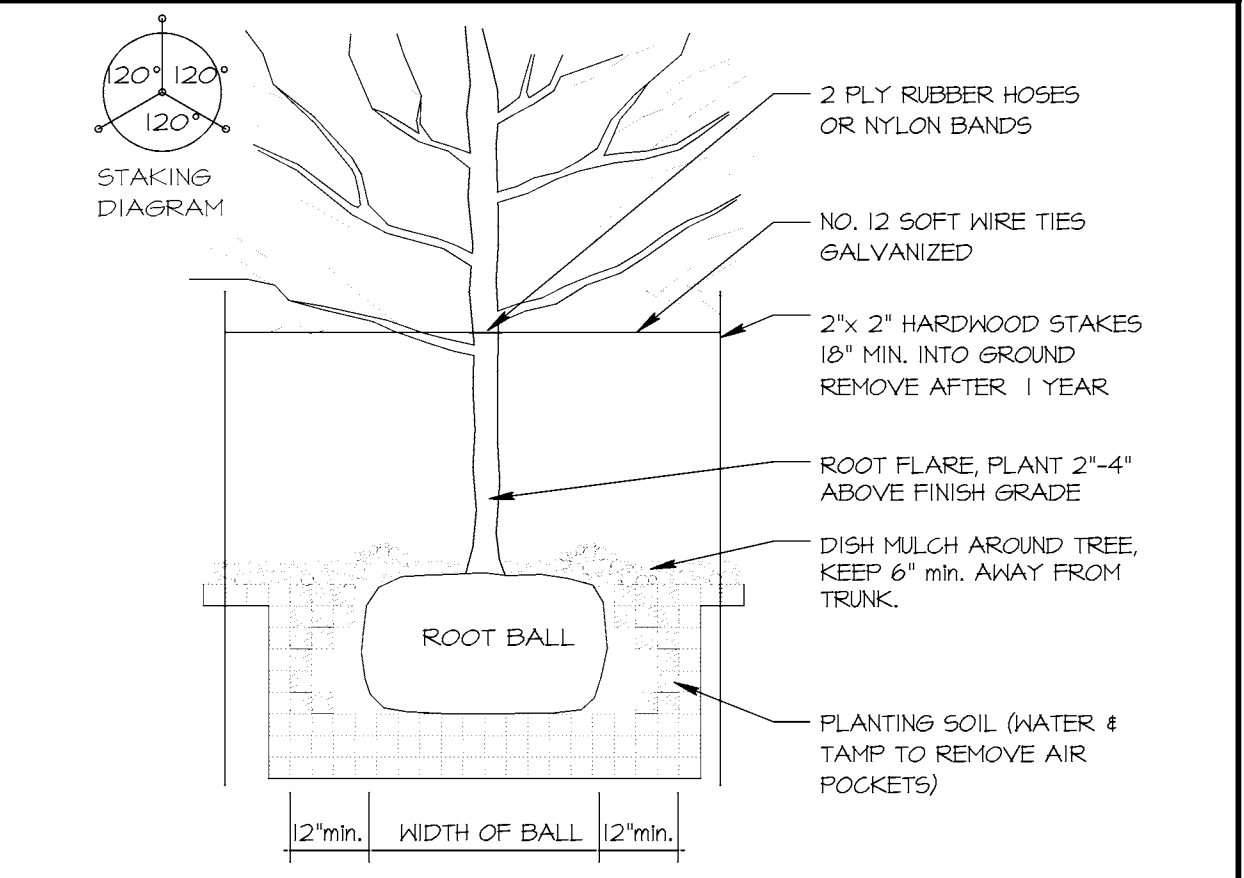 120° 120°
120°
STAKING
DIAGRAM
2 PLY RUBBER HOSES
OR NYLON BANDS
NO. 12 SOFT WIRE TIES
GALVANIZED
2"x 2" HARDWOOD STAKES
18" MIN. INTO GROUND
REMOVE AFTER 1 YEAR
ROOT FLARE, PLANT 2"-4"
ABOVE FINISH GRADE
DISH MULCH AROUND TREE,
KEEP 6" min. AWAY FROM
TRUNK.
ROOT BALL
PLANTING SOIL (WATER &
TAMP TO REMOVE AIR
POCKETS)
12"min. WIDTH OF BALL 12"min.